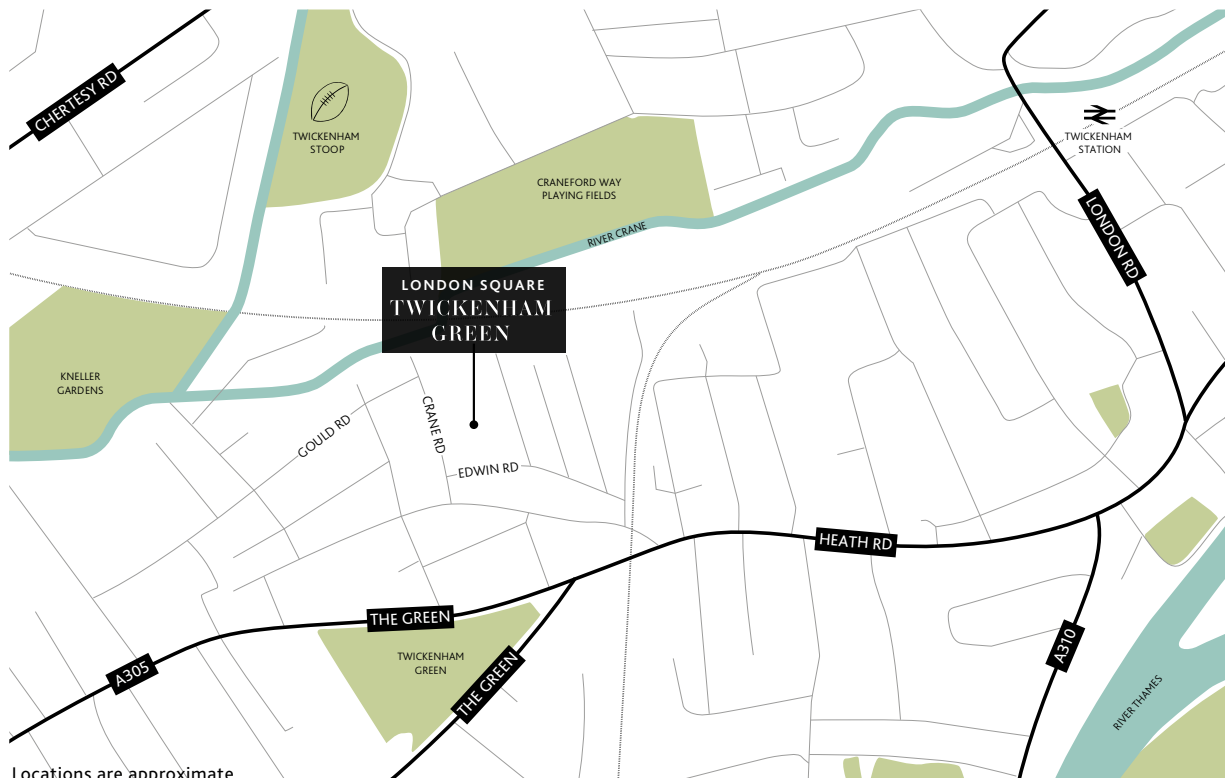 CHERTESY RD
TWICKENHAM
STOOP
TWICKENHAM
STATION
CRANEFORD WAY
PLAYING FIELDS
LONDON RD
RIVER CRANE
LONDON SQUARE
TWICKENHAM
GREEN
KNELLER
GARDENS
GOULD RD
CRANE RD
EDWIN RD
HEATH RD
THE GREEN
A310
TWICKENHAM
GREEN
A305
THE GREEN
RIVER THAMES
Locations are approximate